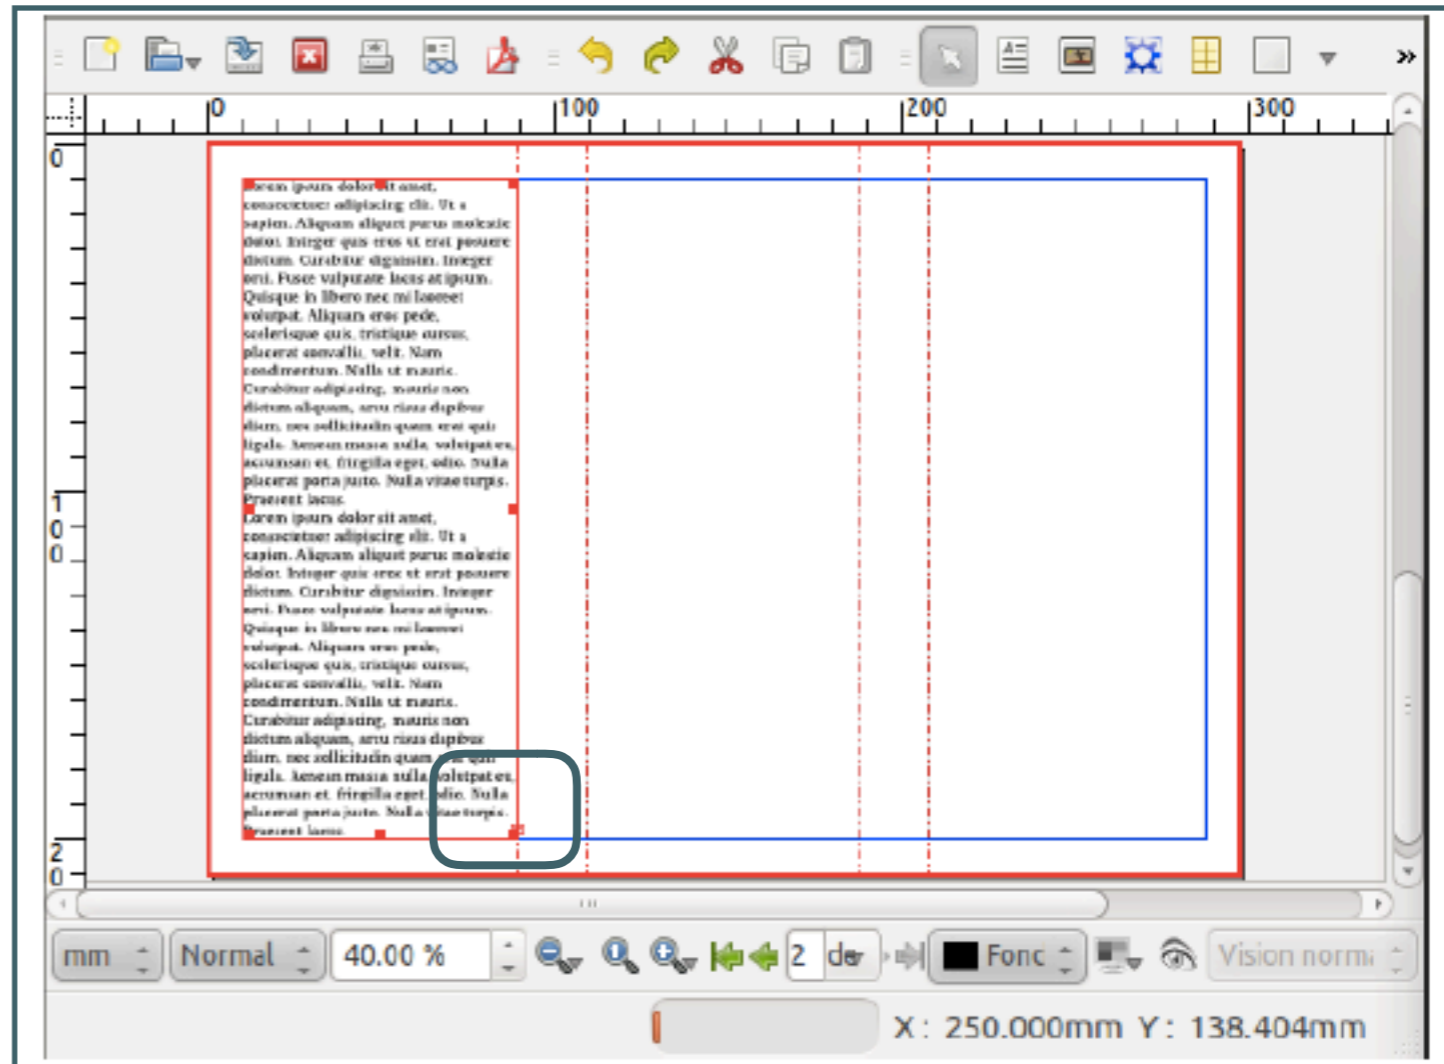 0 100 200 300
0
Lorem ipsum dolor sit amet,
consectetuer adipiscing elit. Ut a
sapien. Aliquam aliquet purus molestie
dolor. Integer quis eros ut erat posuere
dictum. Curabitur dignissim. Integer
orci. Fusce vulputate lacus at ipsum.
Quisque in libero nec mi laoreet
volutpat. Aliquam eros pede,
scelerisque quis, tristique cursus,
placerat convallis, velit. Nam
condimentum. Nulla ut mauris.
Curabitur adipiscing, mauris non
dictum aliquam, arcu risus dapibus
diam, nec sollicitudin quam erat quis
ligula. Aenean massa nulla, volutpat eu,
accumsan et, fringilla eget, odio. Nulla
placerat porta justo. Nulla vitae turpis.
Praesent lacus.
100
Lorem ipsum dolor sit amet,
consectetuer adipiscing elit. Ut a
sapien. Aliquam aliquet purus molestie
dolor. Integer quis eros ut erat posuere
dictum. Curabitur dignissim. Integer
orci. Fusce vulputate lacus at ipsum.
Quisque in libero nec mi laoreet
volutpat. Aliquam eros pede,
scelerisque quis, tristique cursus,
placerat convallis, velit. Nam
condimentum. Nulla ut mauris.
Curabitur adipiscing, mauris non
dictum aliquam, arcu risus dapibus
diam, nec sollicitudin quam erat quis
ligula. Aenean massa nulla, volutpat eu,
accumsan et, fringilla eget, odio. Nulla
placerat porta justo. Nulla vitae turpis.
Praesent lacus.
20
mm Normal 40.00 % 2 Fonc Vision norm
X : 250.000mm Y : 138.404mm